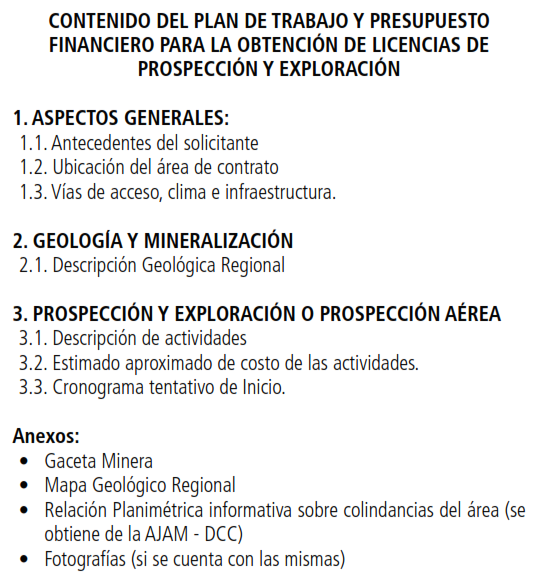 CONTENIDO DEL PLAN DE TRABAJO Y PRESUPUESTO
FINANCIERO PARA LA OBTENCIÓN DE LICENCIAS DE
PROSPECCIÓN Y EXPLORACIÓN
1. ASPECTOS GENERALES:
1.1. Antecedentes del solicitante
1.2. Ubicación del área de contrato
1.3. Vías de acceso, clima e infraestructura.
2. GEOLOGÍA Y MINERALIZACIÓN
2.1. Descripción Geológica Regional
3. PROSPECCIÓN Y EXPLORACIÓN O PROSPECCIÓN AÉREA
3.1. Descripción de actividades
3.2. Estimado aproximado de costo de las actividades.
3.3. Cronograma tentativo de Inicio.
Anexos:
• Gaceta Minera
• Mapa Geológico Regional
• Relación Planimétrica informativa sobre colindancias del área (se
obtiene de la AJAM - DCC)
• Fotografías (si se cuenta con las mismas)